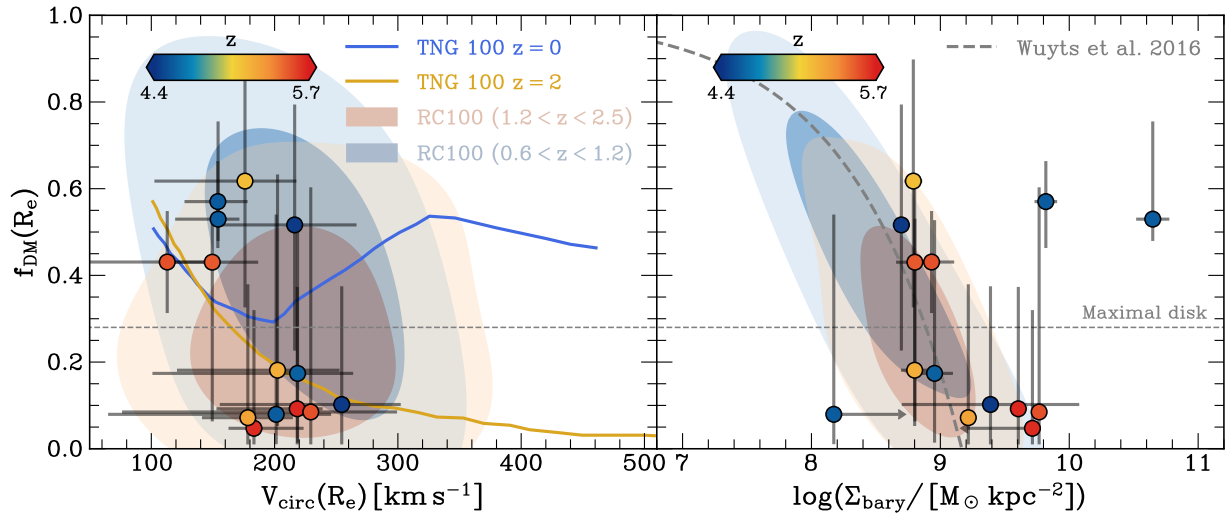 z
4.4 5.7
TNG 100 z = 0
TNG 100 z = 2
RC100 (1.2 < z < 2.5)
RC100 (0.6 < z < 1.2)
f_DM(R_e)
1.0
0.8
0.6
0.4
0.2
0.0
100 200 300 400 500
V_circ(R_e) [km s⁻¹]
z
4.4 5.7
Wuyts et al. 2016
Maximal disk
7 8 9 10 11
log(Σ_bary/[M_⊙ kpc⁻²])